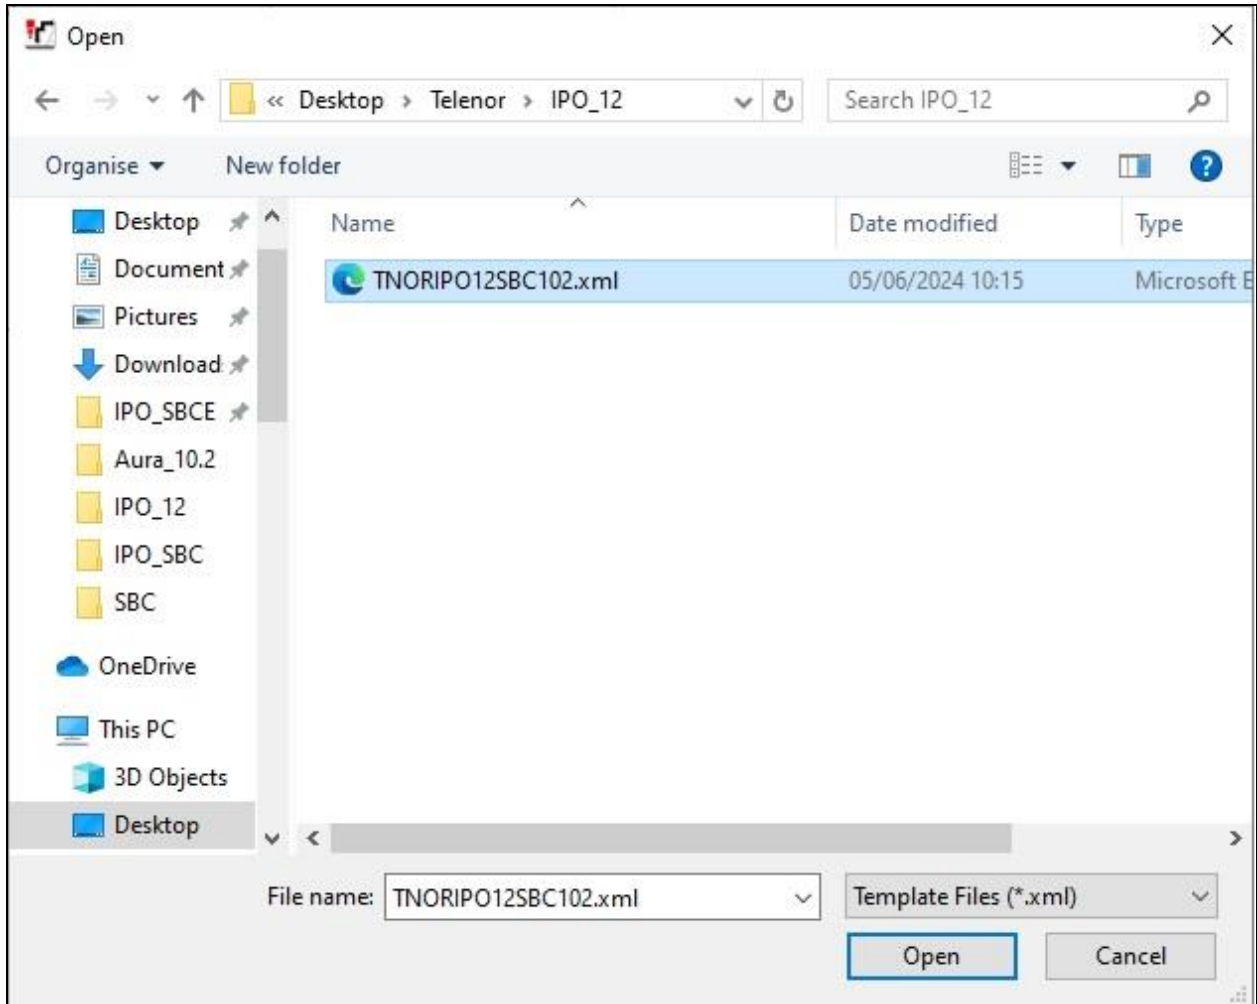 Open
« Desktop › Telenor › IPO_12
Search IPO_12
Organise
New folder
Name
Date modified
Type
TNORIPO12SBC102.xml
05/06/2024 10:15
Microsoft E
Desktop
Document
Pictures
Download
IPO_SBCE
Aura_10.2
IPO_12
IPO_SBC
SBC
OneDrive
This PC
3D Objects
Desktop
File name:
TNORIPO12SBC102.xml
Template Files (*.xml)
Open
Cancel